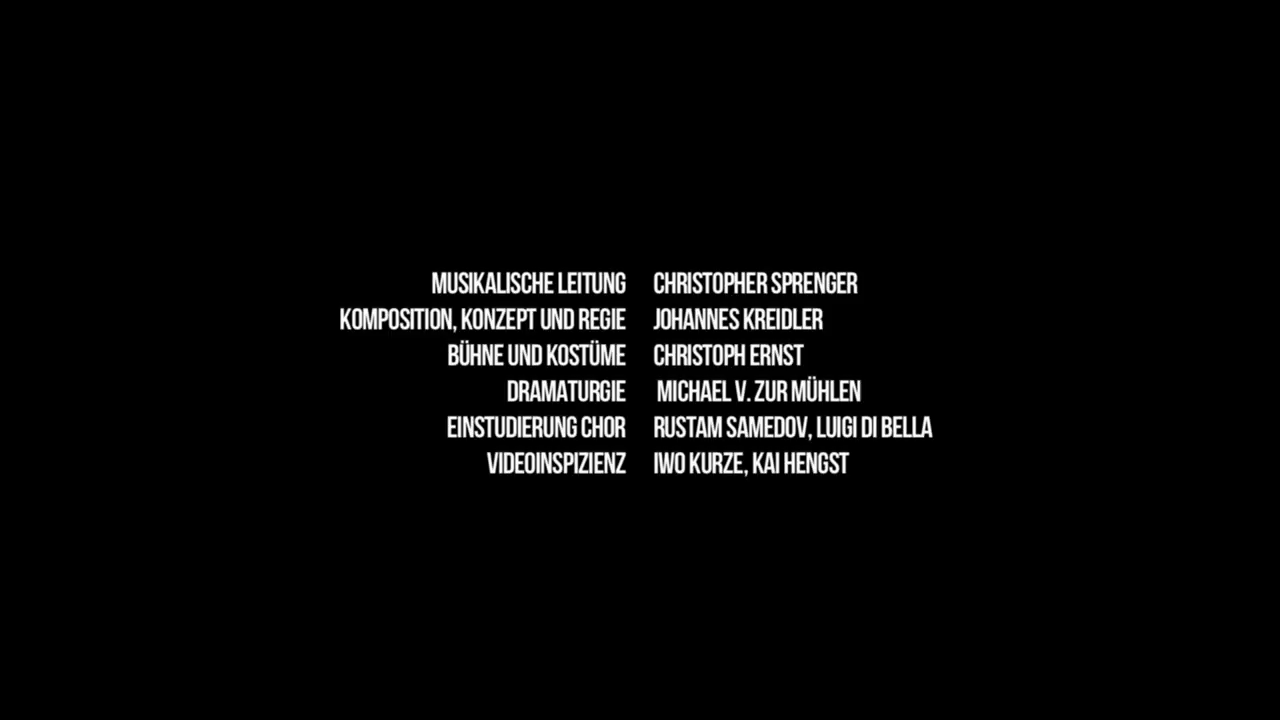 MUSIKALISCHE LEITUNG CHRISTOPHER SPRENGER
KOMPOSITION, KONZEPT UND REGIE JOHANNES KREIDLER
BÜHNE UND KOSTÜME CHRISTOPH ERNST
DRAMATURGIE MICHAEL V. ZUR MÜHLEN
EINSTUDIERUNG CHOR RUSTAM SAMEDOV, LUIGI DI BELLA
VIDEOINSPIZIENZ IWO KURZE, KAI HENGST